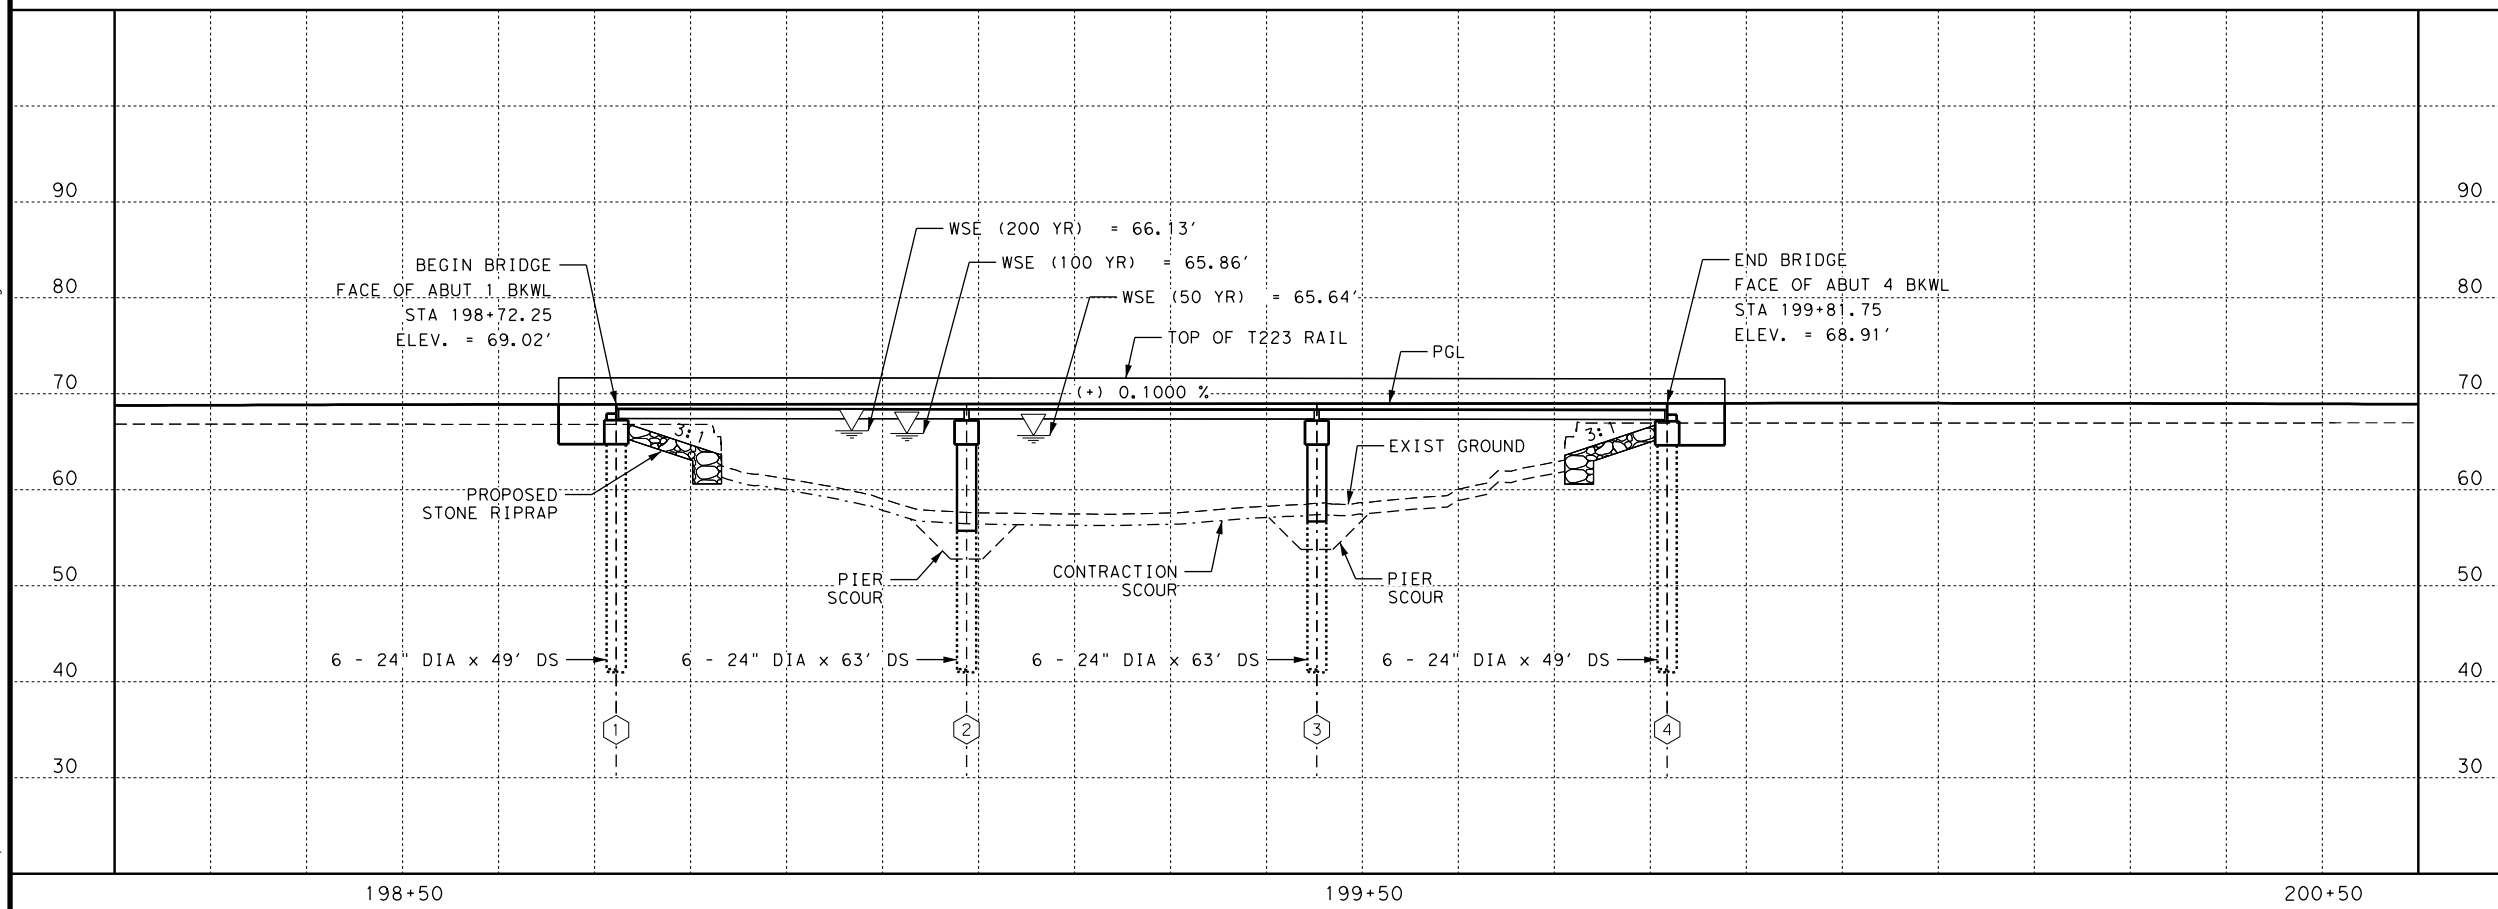 90
90
WSE (200 YR) = 66.13'
WSE (100 YR) = 65.86'
WSE (50 YR) = 65.64'
BEGIN BRIDGE
FACE OF ABUT 1 BKWL
STA 198+72.25
ELEV. = 69.02'
END BRIDGE
FACE OF ABUT 4 BKWL
STA 199+81.75
ELEV. = 68.91'
80
80
TOP OF T223 RAIL
PGL
70
70
(+) 0.1000 %
3:1
3:1
EXIST GROUND
60
60
PROPOSED
STONE RIPRAP
50
50
PIER
SCOUR
CONTRACTION
SCOUR
PIER
SCOUR
6 - 24" DIA x 49' DS
6 - 24" DIA x 63' DS
6 - 24" DIA x 63' DS
6 - 24" DIA x 49' DS
40
40
1
2
3
4
30
30
198+50
199+50
200+50